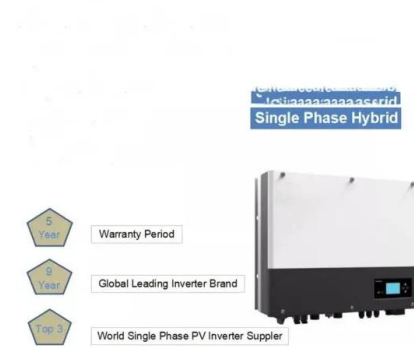 Single Phase Hybrid
5
Year
Warranty Period
9
Year
Global Leading Inverter Brand
Top 3
World Single Phase PV Inverter Suppler